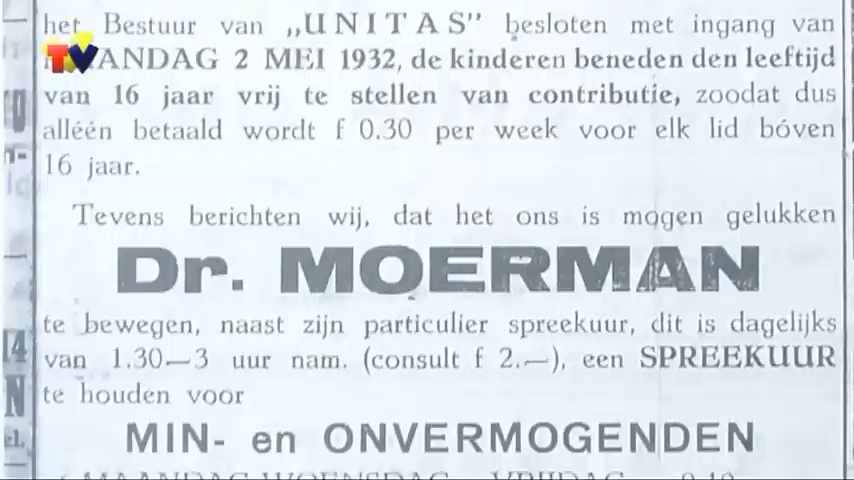 het Bestuur van „UNITAS" besloten met ingang van
TV
MAANDAG 2 MEI 1932, de kinderen beneden den leeftijd
van 16 jaar vrij te stellen van contributie, zoodat dus
alléén betaald wordt f 0.30 per week voor elk lid bóven
16 jaar.
Tevens berichten wij, dat het ons is mogen gelukken
Dr. MOERMAN
te bewegen, naast zijn particulier spreekuur, dit is dagelijks
van 1.30—3 uur nam. (consult f 2.—), een SPREEKUUR
te houden voor
MIN- en ONVERMOGENDEN